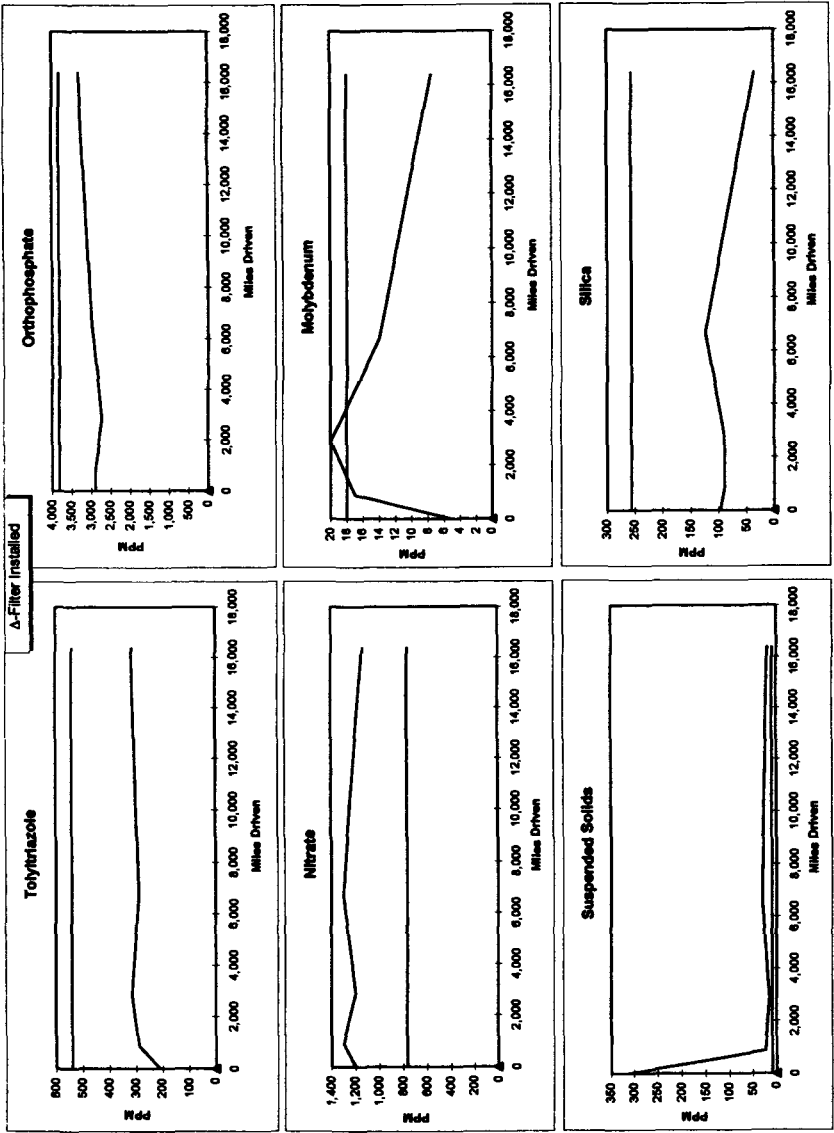 Δ-Filter Installed
Tolyltriazole
PPM
600
500
400
300
200
100
0
0 2,000 4,000 6,000 8,000 10,000 12,000 14,000 16,000 18,000
Miles Driven
Orthophosphate
PPM
4,000
3,500
3,000
2,500
2,000
1,500
1,000
500
0
0 2,000 4,000 6,000 8,000 10,000 12,000 14,000 16,000 18,000
Miles Driven
Nitrate
PPM
1,400
1,200
1,000
800
600
400
200
0
0 2,000 4,000 6,000 8,000 10,000 12,000 14,000 16,000 18,000
Miles Driven
Molybdenum
PPM
20
18
16
14
12
10
8
6
4
2
0
0 2,000 4,000 6,000 8,000 10,000 12,000 14,000 16,000 18,000
Miles Driven
Suspended Solids
PPM
350
300
250
200
150
100
50
0
0 2,000 4,000 6,000 8,000 10,000 12,000 14,000 16,000 18,000
Miles Driven
Silica
PPM
300
250
200
150
100
50
0
0 2,000 4,000 6,000 8,000 10,000 12,000 14,000 16,000 18,000
Miles Driven